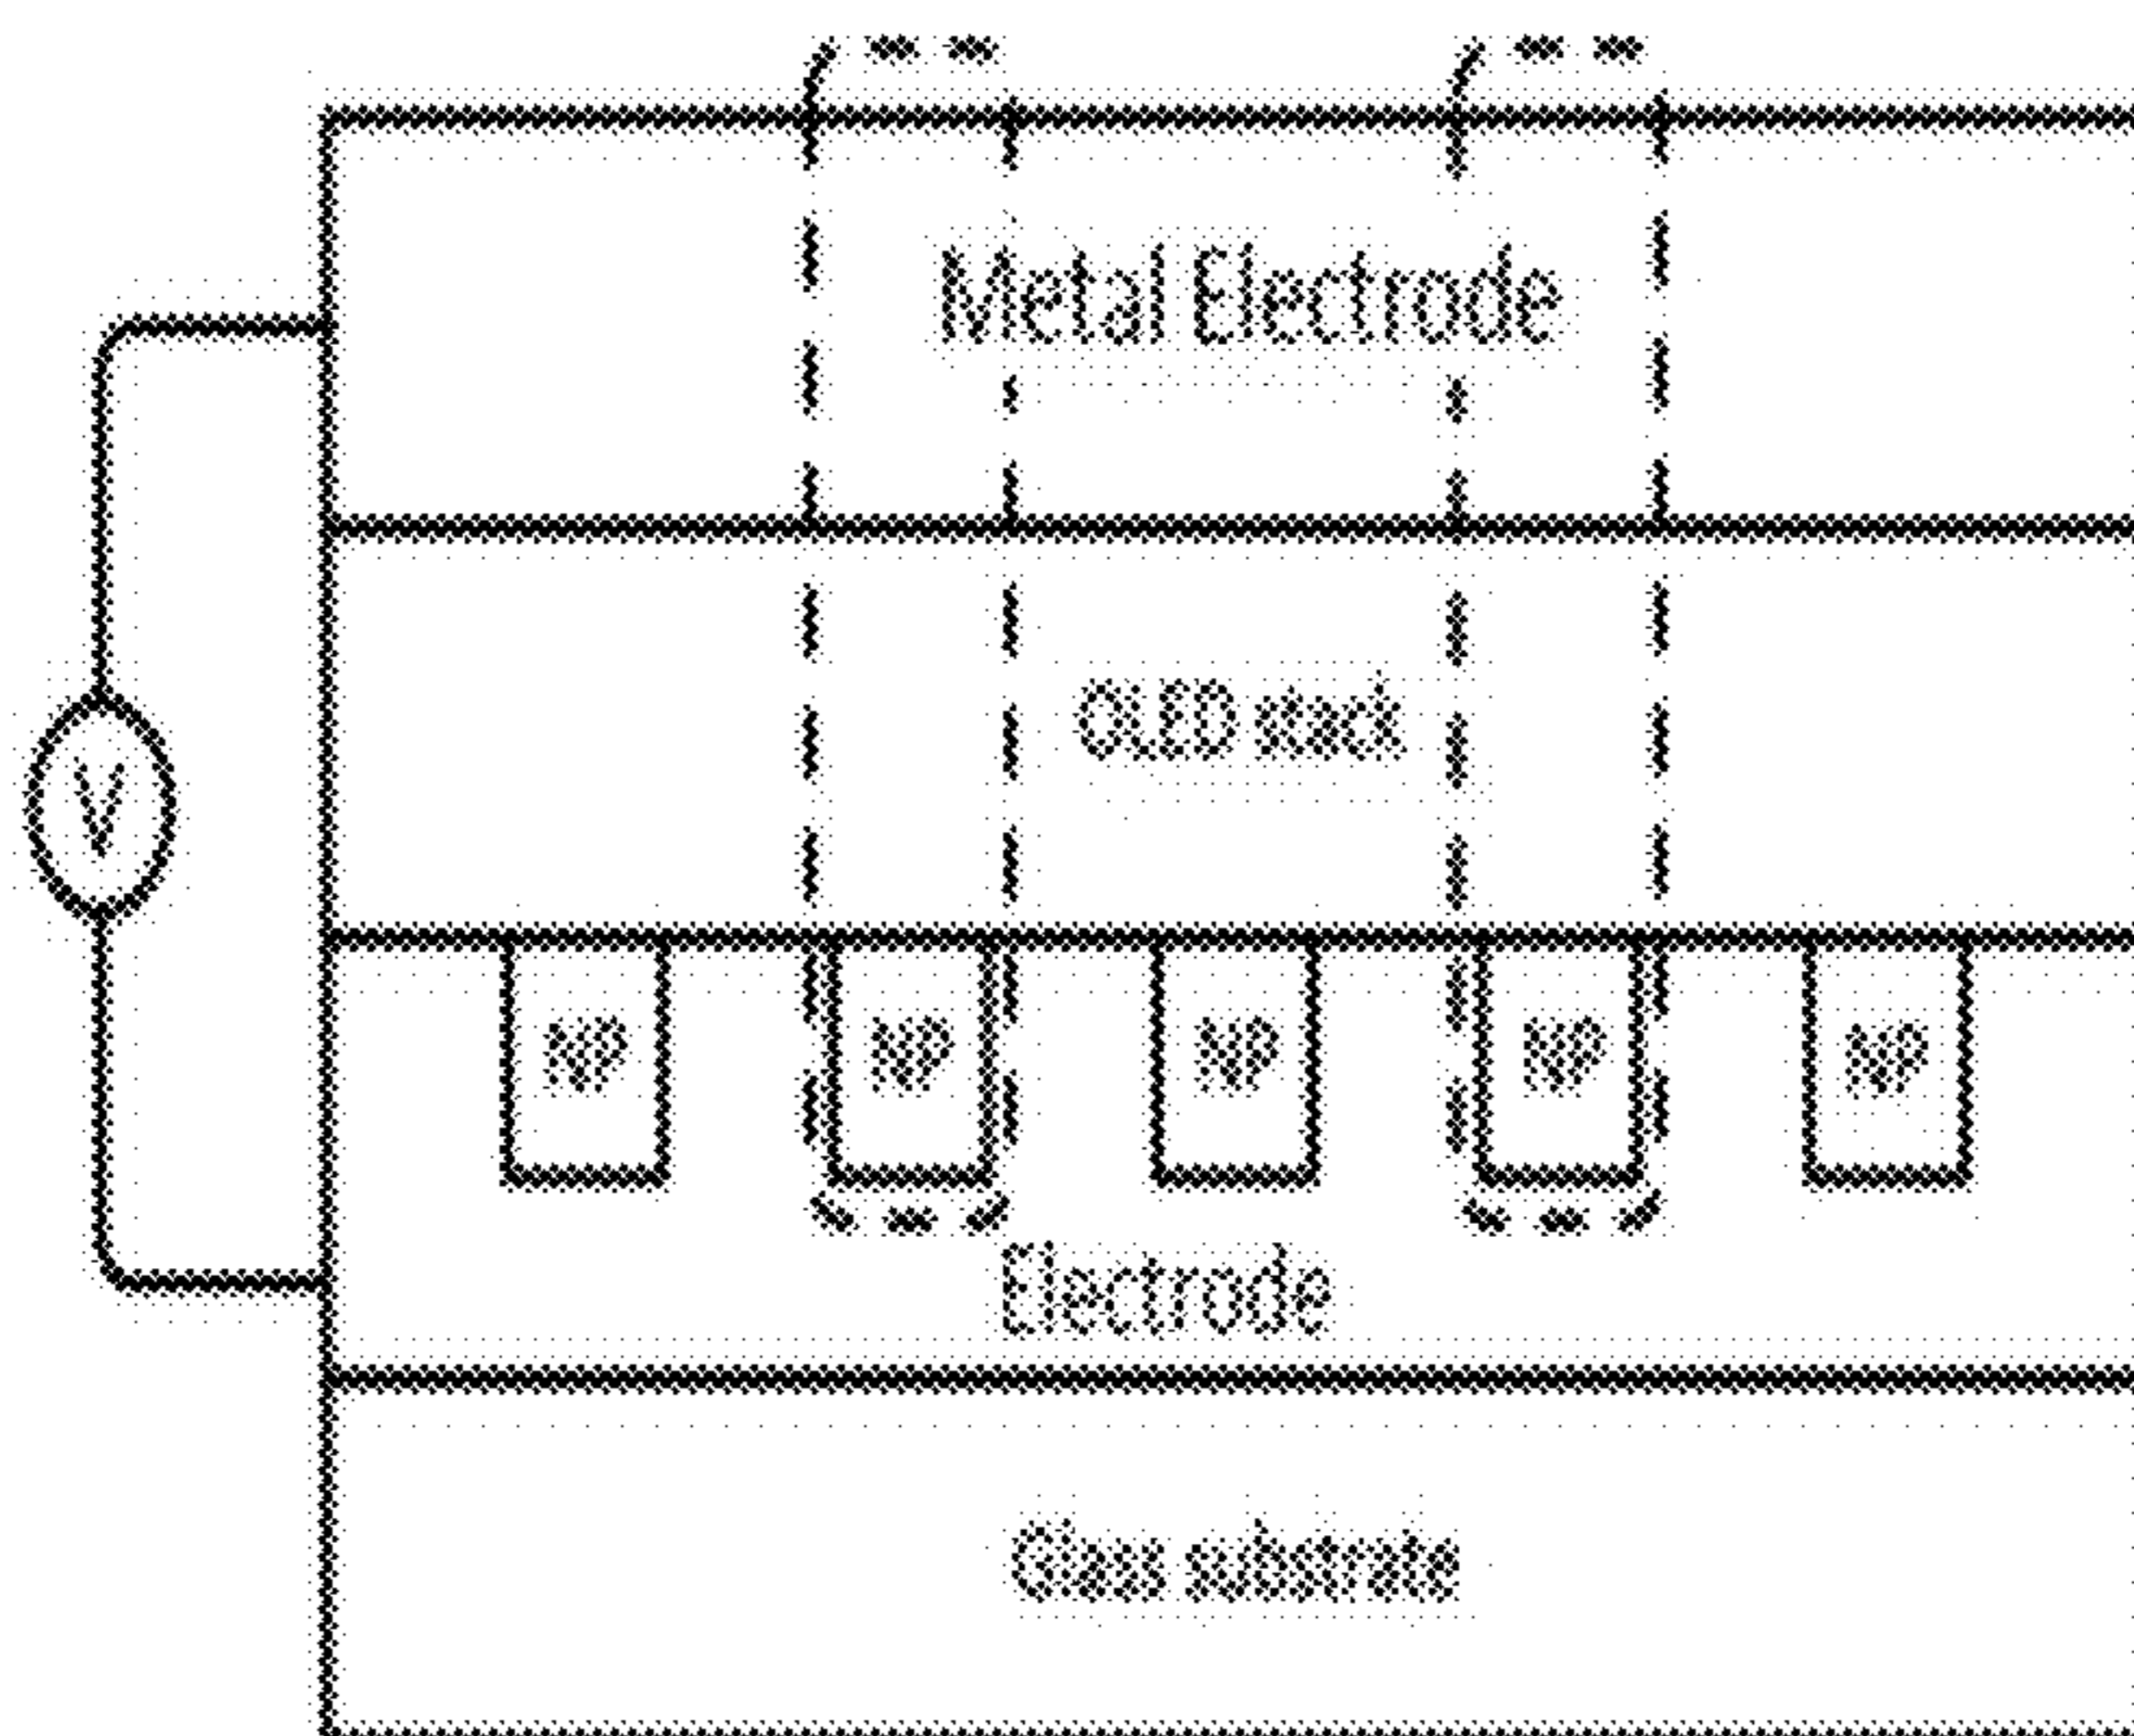 Metal Electrode
OLED stack
V
NP NP NP NP NP
Electrode
Glass substrate